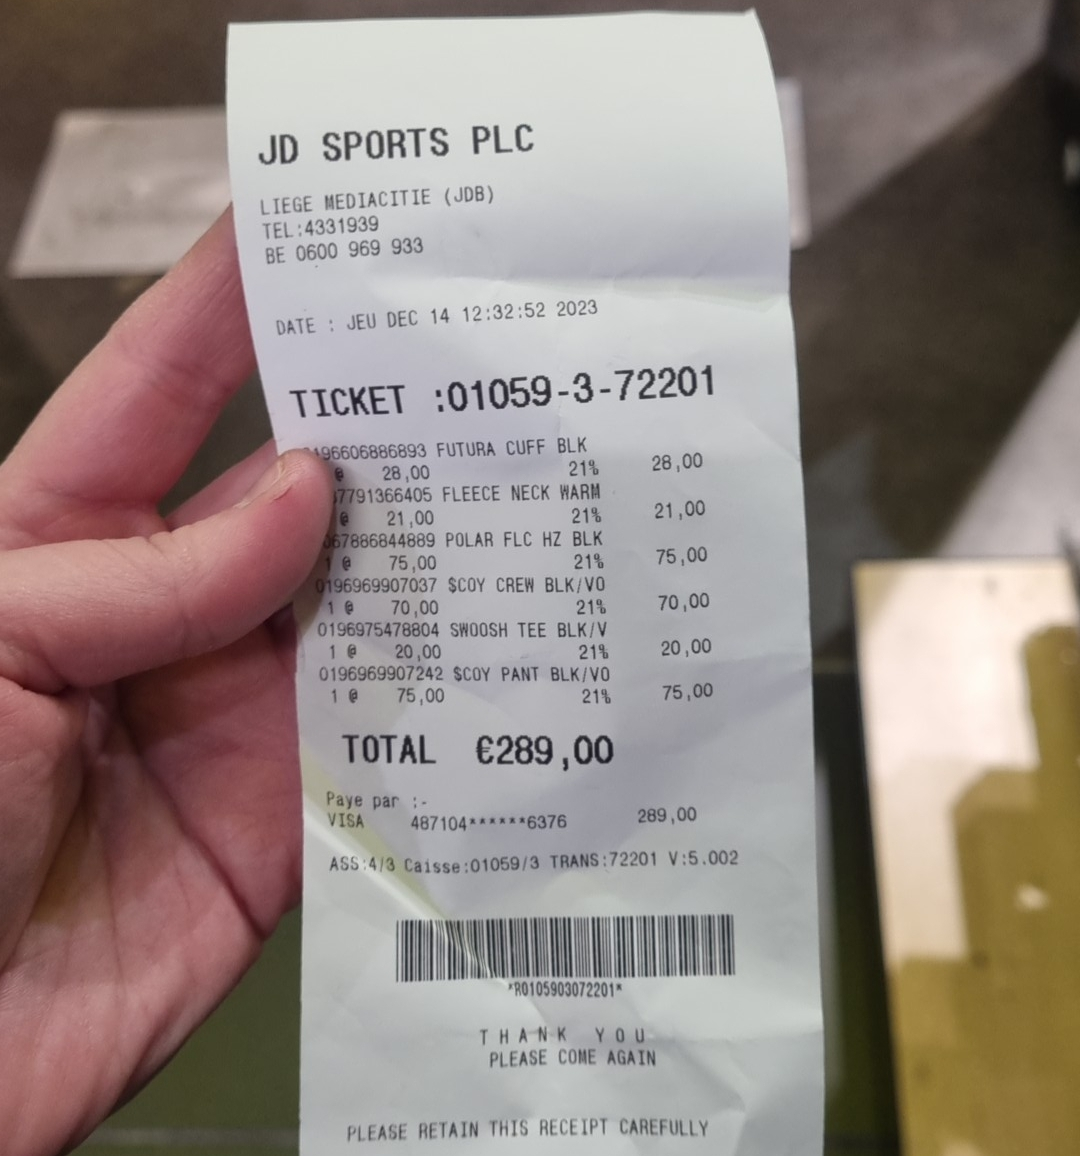 JD SPORTS PLC
LIEGE MEDIACITIE (JDB)
TEL:4331939
BE 0600 969 933
DATE : JEU DEC 14 12:32:52 2023
TICKET :01059-3-72201
FUTURA CUFF BLK
@ 28,00 21% 28,00
FLEECE NECK WARM
@ 21,00 21% 21,00
POLAR FLC HZ BLK
1 @ 75,00 21% 75,00
0196969907037 $COY CREW BLK/VO
1 @ 70,00 21% 70,00
0196975478804 SWOOSH TEE BLK/V
1 @ 20,00 21% 20,00
0196969907242 $COY PANT BLK/VO
1 @ 75,00 21% 75,00
TOTAL €289,00
Paye par :-
VISA 487104******6376 289,00
ASS:4/3 Caisse:01059/3 TRANS:72201 V:5.002
*R0105903072201*
THANK YOU
PLEASE COME AGAIN
PLEASE RETAIN THIS RECEIPT CAREFULLY